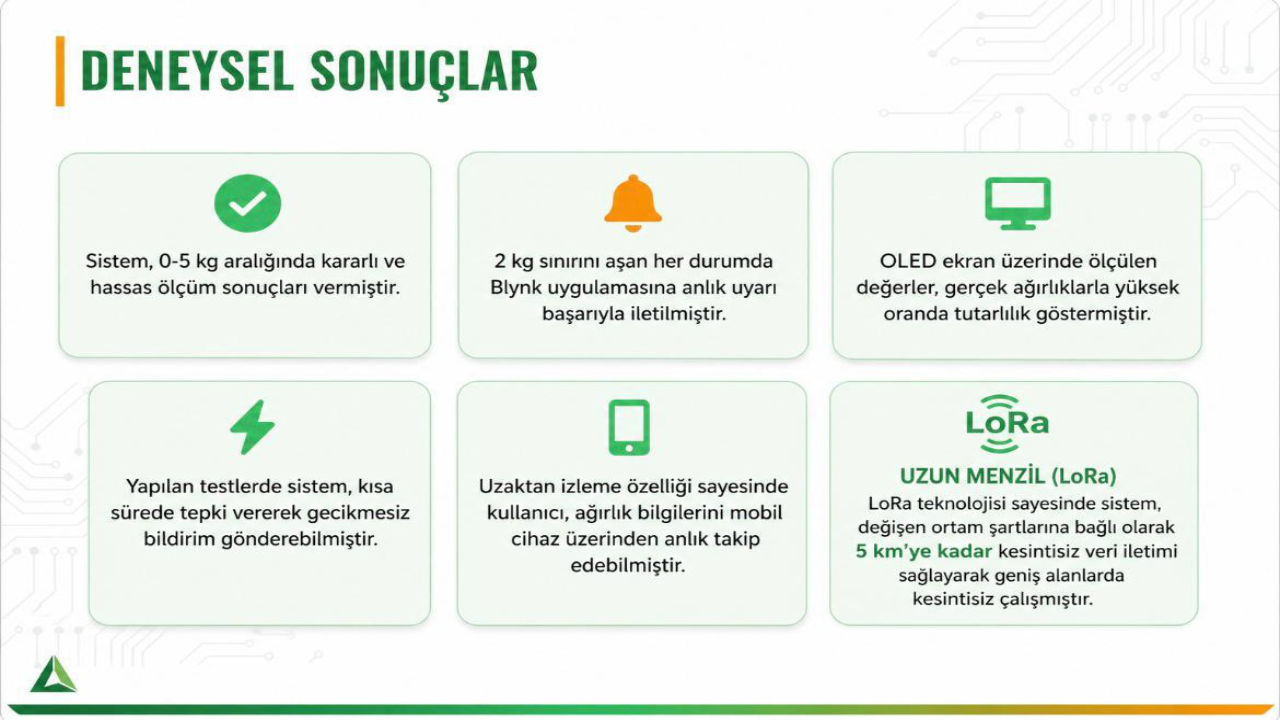 DENEYSEL SONUÇLAR
Sistem, 0-5 kg aralığında kararlı ve
hassas ölçüm sonuçları vermiştir.
2 kg sınırını aşan her durumda
Blynk uygulamasına anlık uyarı
başarıyla iletilmiştir.
OLED ekran üzerinde ölçülen
değerler, gerçek ağırlıklarla yüksek
oranda tutarlılık göstermiştir.
Yapılan testlerde sistem, kısa
sürede tepki vererek gecikmesiz
bildirim gönderebilmiştir.
Uzaktan izleme özelliği sayesinde
kullanıcı, ağırlık bilgilerini mobil
cihaz üzerinden anlık takip
edebilmiştir.
LoRa
UZUN MENZİL (LoRa)
LoRa teknolojisi sayesinde sistem,
değişen ortam şartlarına bağlı olarak
5 km'ye kadar kesintisiz veri iletimi
sağlayarak geniş alanlarda
kesintisiz çalışmıştır.